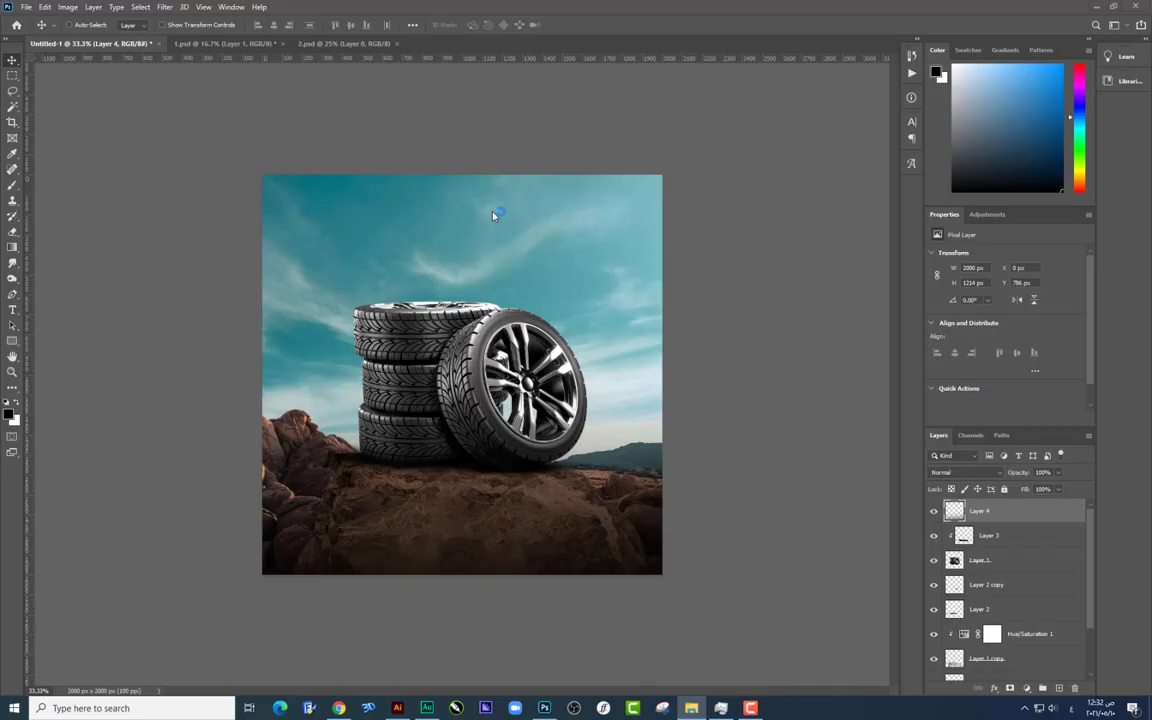 File Edit Image Layer Type Select Filter 3D View Window Help
Auto-Select: Layer Show Transform Controls 3D Mode:
Untitled-1 @ 33.3% (Layer 4, RGB/8#) * × 1.psd @ 16.7% (Layer 1, RGB/8) * × 2.psd @ 25% (Layer 0, RGB/8) ×
Color Swatches Gradients Patterns
Learn
Librari...
Properties Adjustments
Pixel Layer
Transform
W 2000 px X 0 px
H 1214 px Y 786 px
0.00°
Align and Distribute
Align:
Quick Actions
Layers Channels Paths
Kind
Normal Opacity: 100%
Lock: Fill: 100%
Layer 4
Layer 3
Layer 1
Layer 2 copy
Layer 2
Hue/Saturation 1
Layer 1 copy
33.33% 2000 px x 2000 px (100 ppi)
Type here to search
12:32 ص